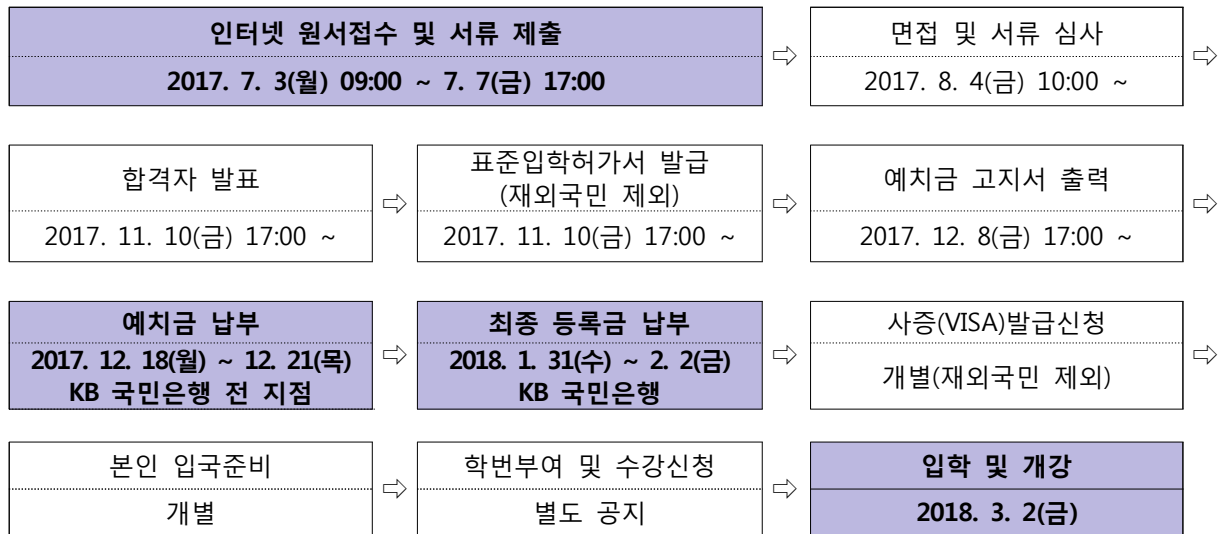 인터넷 원서접수 및 서류 제출
2017. 7. 3(월) 09:00 ~ 7. 7(금) 17:00
⇨
면접 및 서류 심사
2017. 8. 4(금) 10:00 ~
⇨
합격자 발표
2017. 11. 10(금) 17:00 ~
⇨
표준입학허가서 발급
(재외국민 제외)
2017. 11. 10(금) 17:00 ~
⇨
예치금 고지서 출력
2017. 12. 8(금) 17:00 ~
⇨
예치금 납부
2017. 12. 18(월) ~ 12. 21(목)
KB 국민은행 전 지점
⇨
최종 등록금 납부
2018. 1. 31(수) ~ 2. 2(금)
KB 국민은행
⇨
사증(VISA)발급신청
개별(재외국민 제외)
⇨
본인 입국준비
개별
⇨
학번부여 및 수강신청
별도 공지
⇨
입학 및 개강
2018. 3. 2(금)